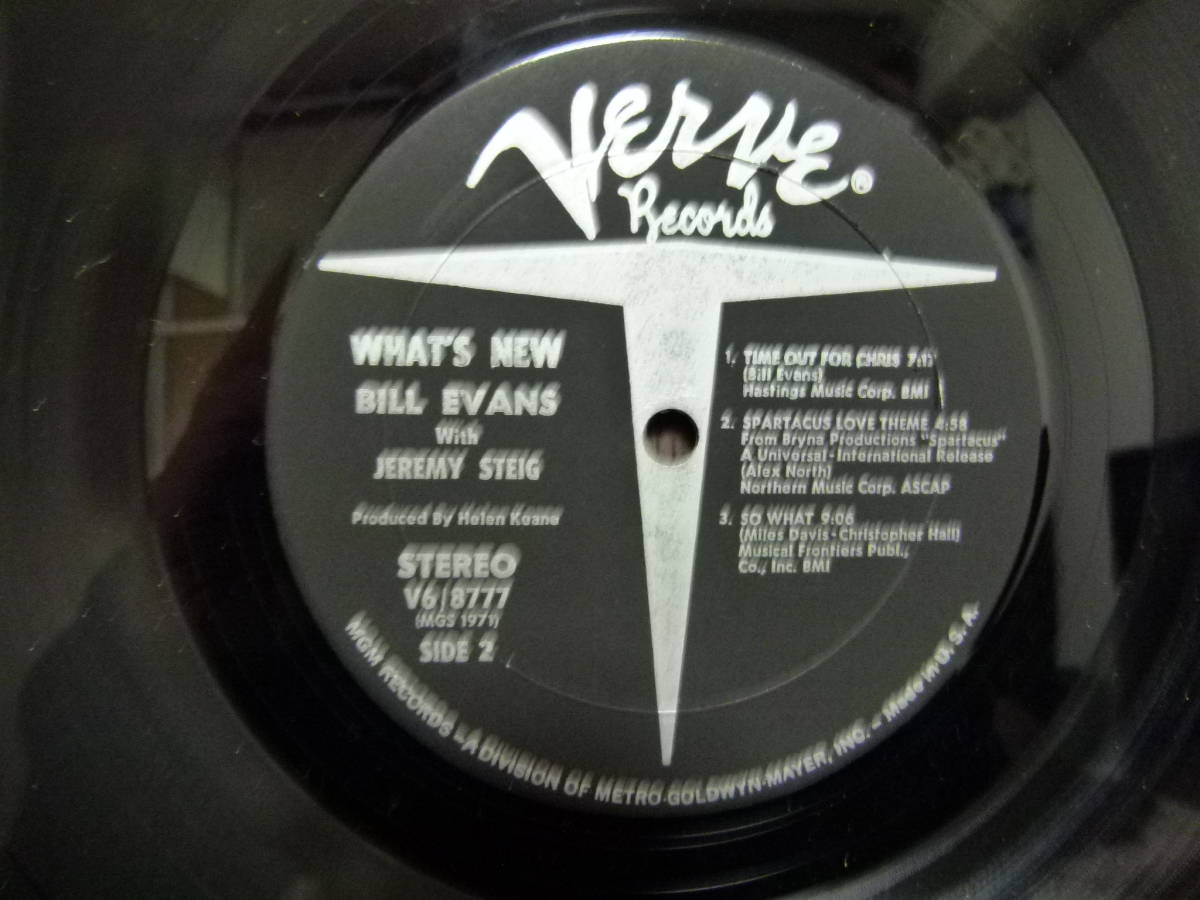 Verve®
Records
WHAT'S NEW
BILL EVANS
With
JEREMY STEIG
Produced By Helen Keane
STEREO
V6/8777
(MGS 1971)
SIDE 2
1. TIME OUT FOR CHRIS
(Bill Evans)
Hastings Music Corp. BMI
2. SPARTACUS LOVE THEME 4:58
From Bryna Productions "Spartacus"
A Universal-International Release
(Alex North)
Northern Music Corp. ASCAP
3. SO WHAT 9:06
(Miles Davis-Christopher Hall)
Musical Frontiers Publ.,
Co., Inc. BMI
MGM RECORDS - A DIVISION OF METRO-GOLDWYN-MAYER, INC. - Made in U. S. A.